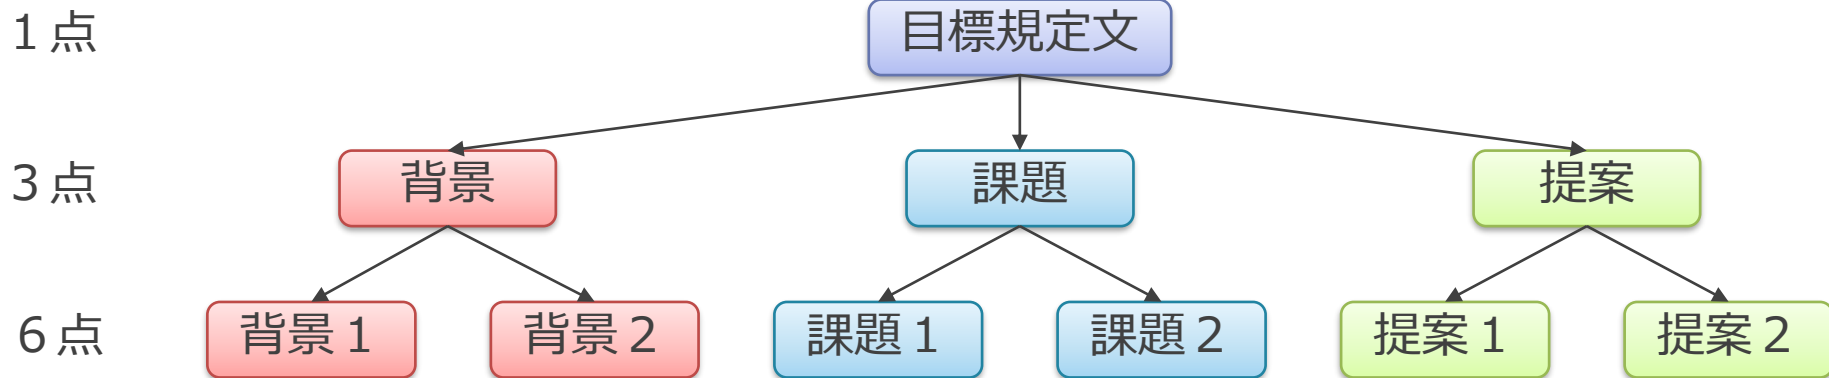 １点
目標規定文
３点
背景
課題
提案
６点
背景１
背景２
課題１
課題２
提案１
提案２